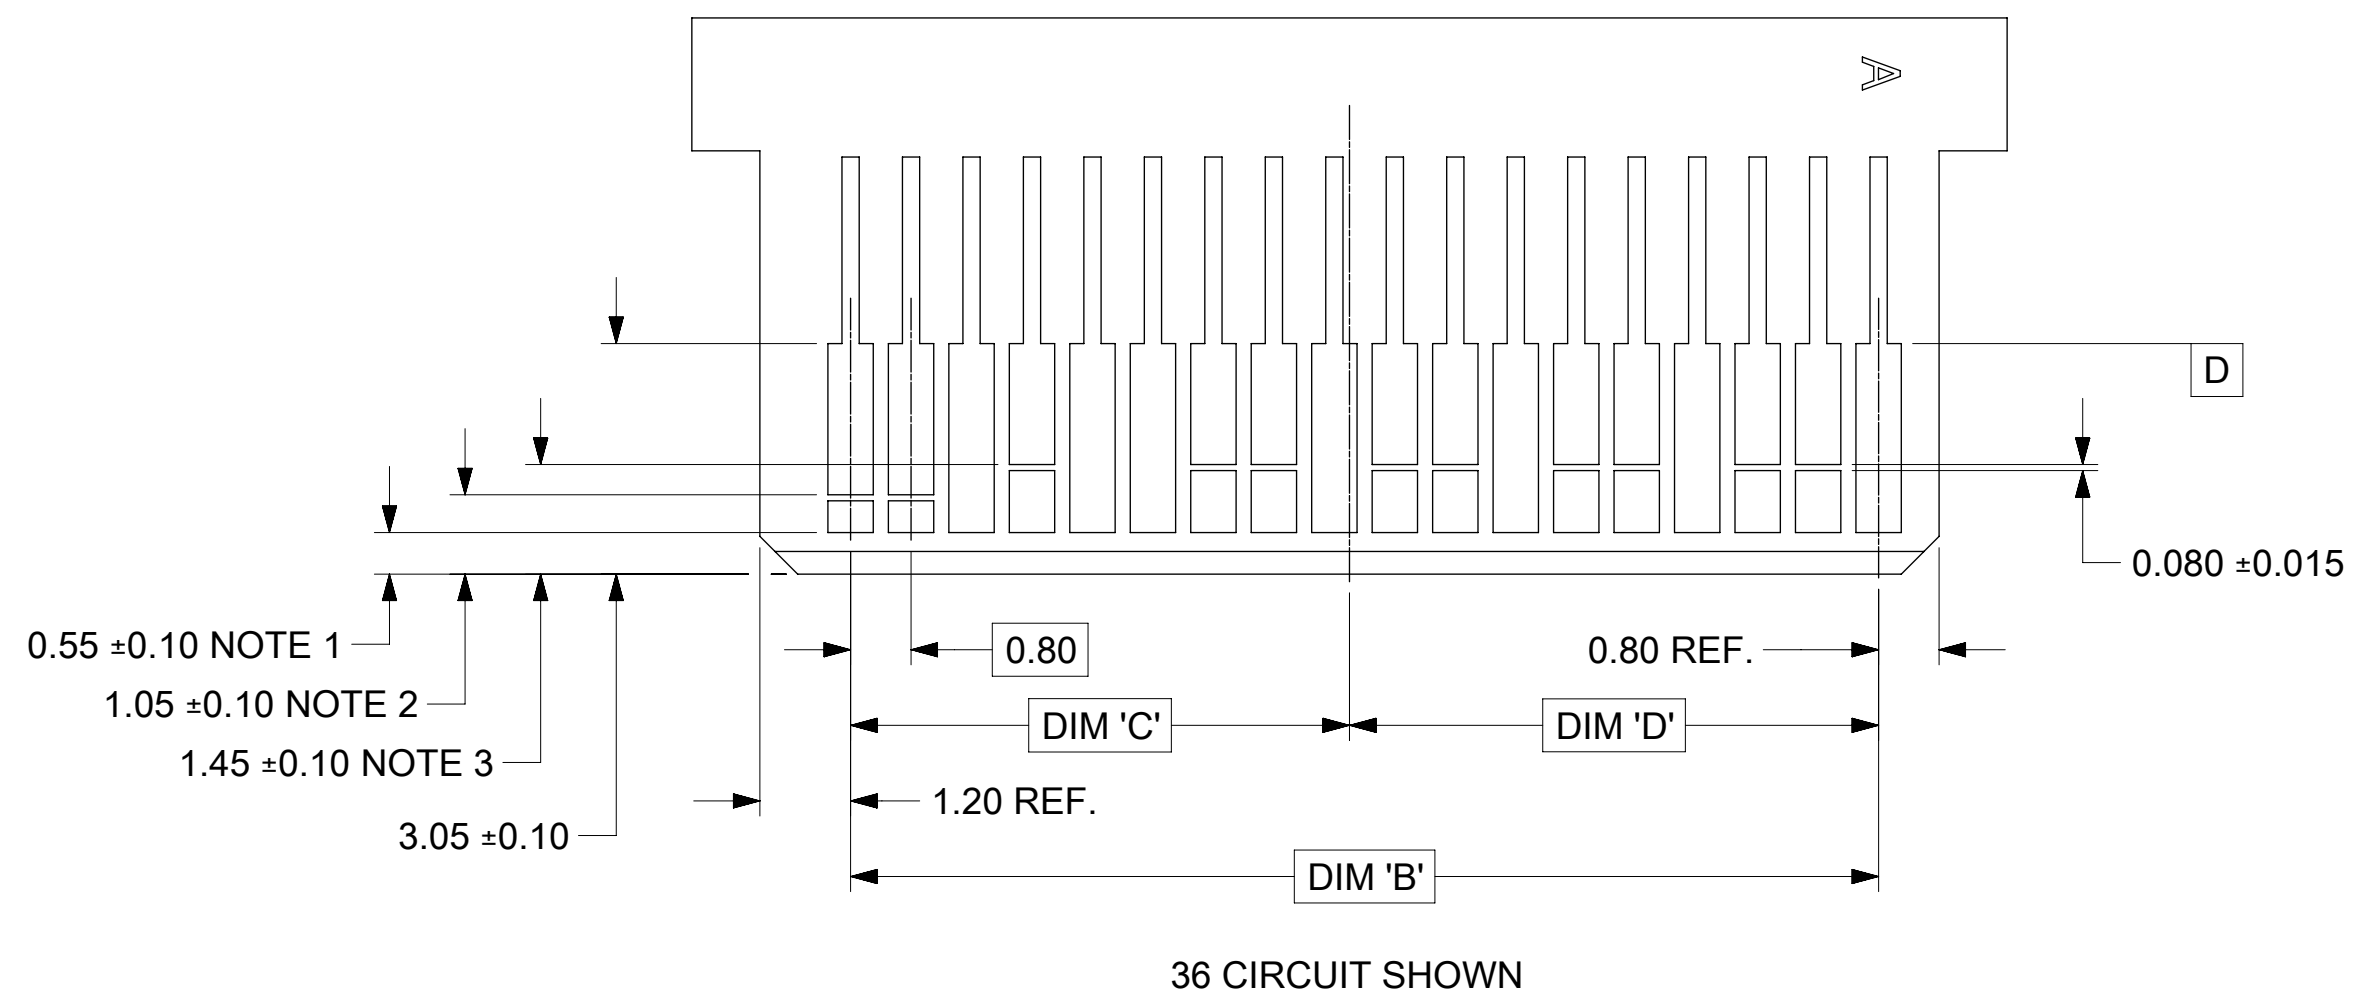 A
D
0.080 ±0.015
0.55 ±0.10 NOTE 1
0.80
0.80 REF.
1.05 ±0.10 NOTE 2
DIM 'C'
DIM 'D'
1.45 ±0.10 NOTE 3
1.20 REF.
3.05 ±0.10
DIM 'B'
36 CIRCUIT SHOWN